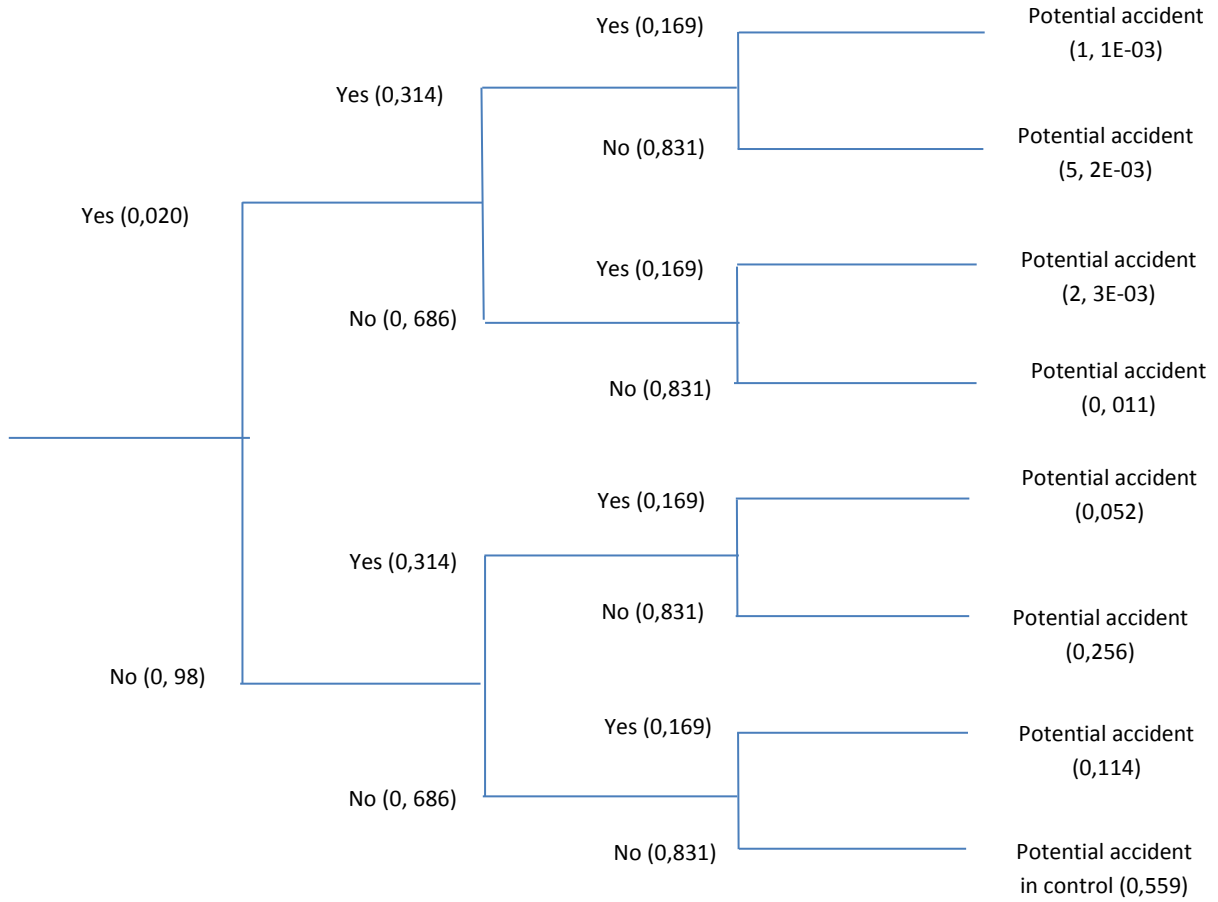 Yes (0,169)
Potential accident
(1, 1E-03)
Yes (0,314)
No (0,831)
Potential accident
(5, 2E-03)
Yes (0,020)
Yes (0,169)
Potential accident
(2, 3E-03)
No (0, 686)
No (0,831)
Potential accident
(0, 011)
Yes (0,169)
Potential accident
(0,052)
Yes (0,314)
No (0,831)
Potential accident
(0,256)
No (0, 98)
Yes (0,169)
Potential accident
(0,114)
No (0, 686)
No (0,831)
Potential accident
in control (0,559)